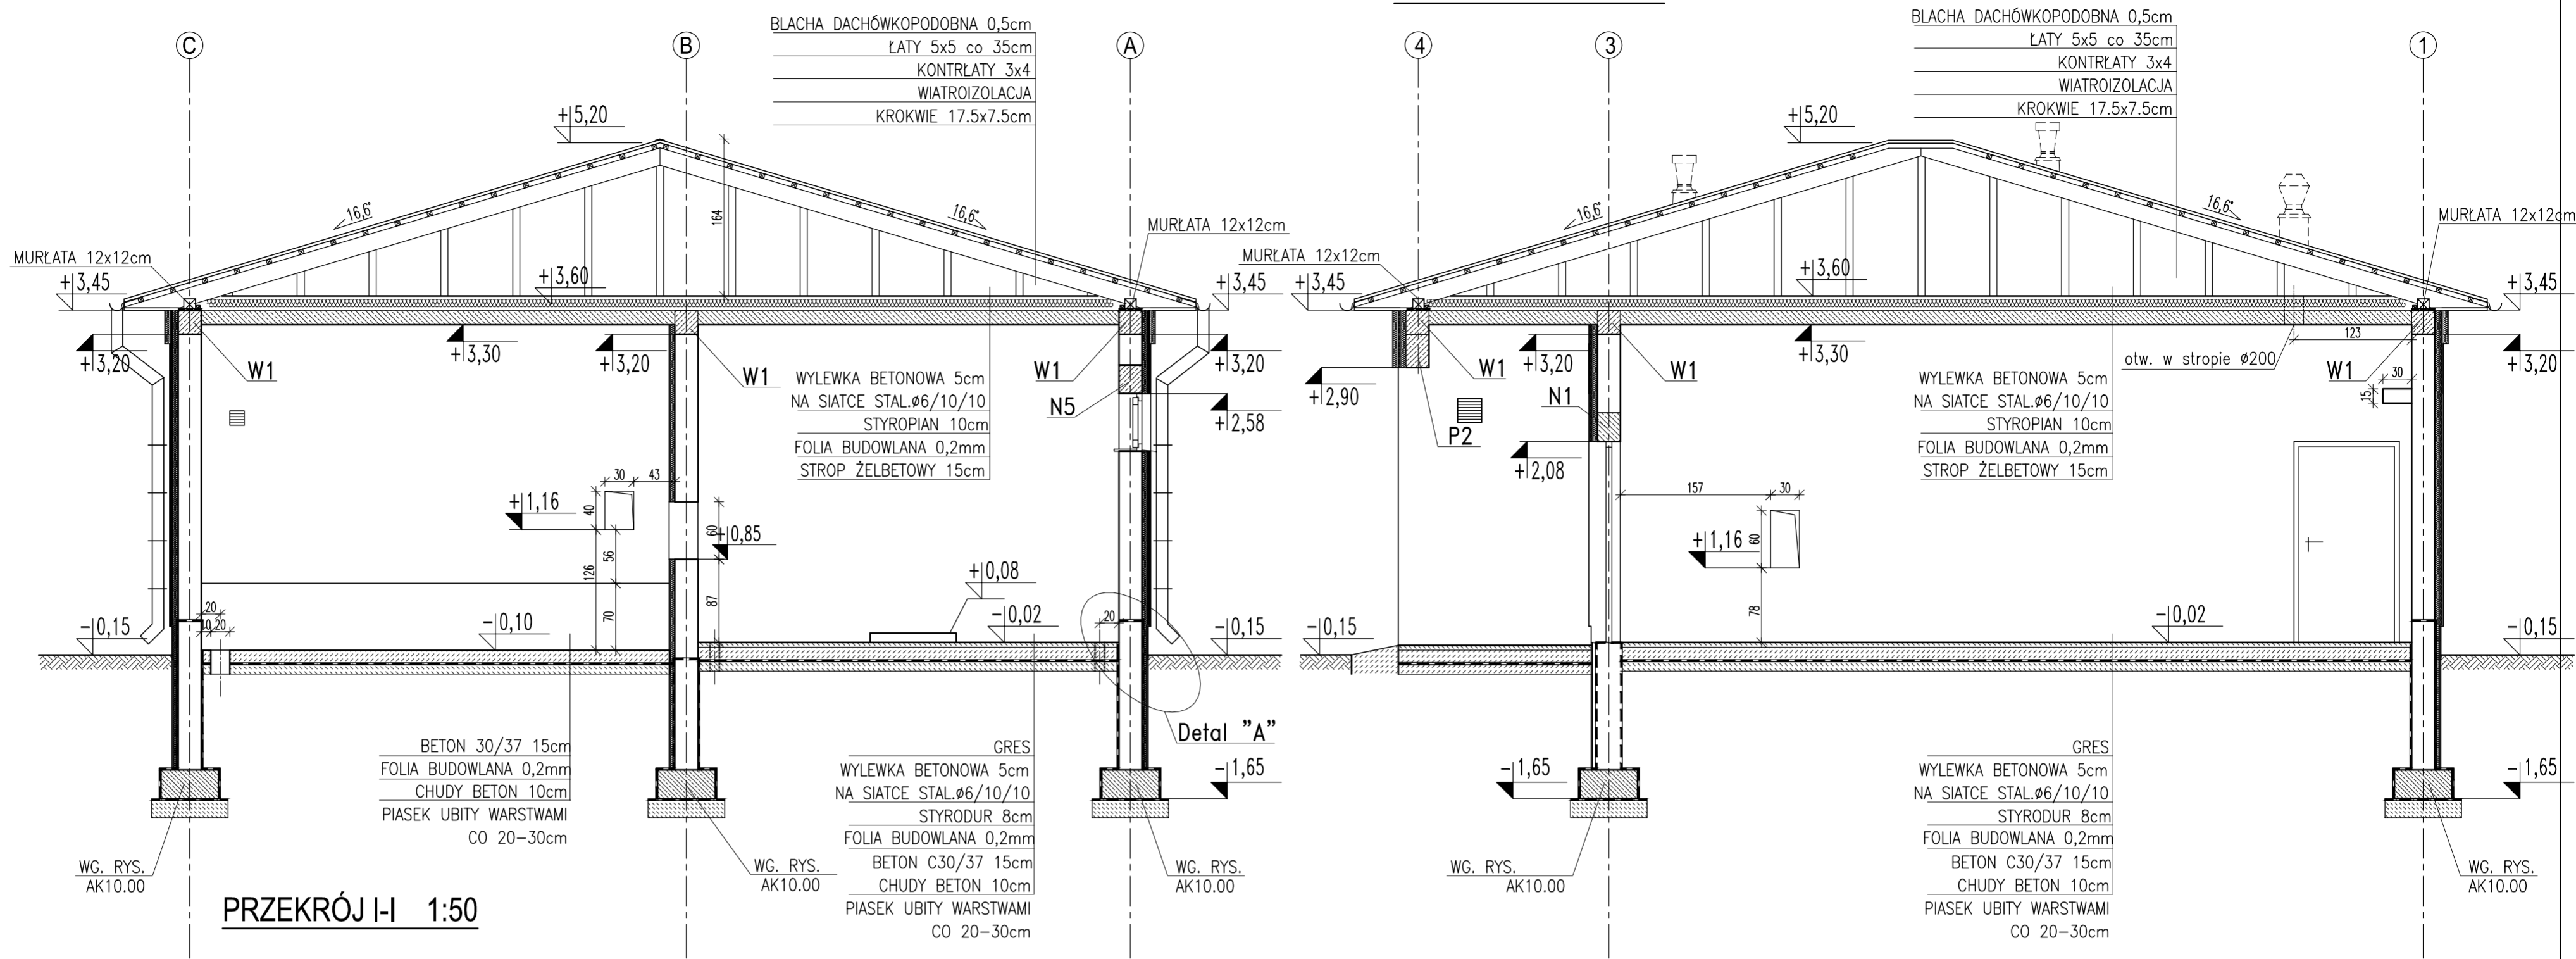 C
B
A
BLACHA DACHÓWKOPODOBNA 0,5cm
ŁATY 5x5 co 35cm
KONTRŁATY 3x4
WIATROIZOLACJA
KROKWIE 17.5x7.5cm
+5,20
164
16,6°
16,6°
MURŁATA 12x12cm
MURŁATA 12x12cm
+3,45
+3,60
+3,45
+3,20
+3,30
+3,20
+3,20
W1
W1
W1
N5
+2,58
WYLEWKA BETONOWA 5cm
NA SIATCE STAL.ø6/10/10
STYROPIAN 10cm
FOLIA BUDOWLANA 0,2mm
STROP ŻELBETOWY 15cm
30
43
40
+1,16
60
+0,85
56
126
70
87
+0,08
-0,02
20
20
10
20
-0,15
-0,10
-0,15
Detal "A"
-1,65
BETON 30/37 15cm
FOLIA BUDOWLANA 0,2mm
CHUDY BETON 10cm
PIASEK UBITY WARSTWAMI
CO 20-30cm
GRES
WYLEWKA BETONOWA 5cm
NA SIATCE STAL.ø6/10/10
STYRODUR 8cm
FOLIA BUDOWLANA 0,2mm
BETON C30/37 15cm
CHUDY BETON 10cm
PIASEK UBITY WARSTWAMI
CO 20-30cm
WG. RYS.
AK10.00
WG. RYS.
AK10.00
WG. RYS.
AK10.00
PRZEKRÓJ I-I 1:50
4
3
1
BLACHA DACHÓWKOPODOBNA 0,5cm
ŁATY 5x5 co 35cm
KONTRŁATY 3x4
WIATROIZOLACJA
KROKWIE 17.5x7.5cm
+5,20
16,6°
16,6°
MURŁATA 12x12cm
MURŁATA 12x12cm
+3,45
+3,60
+3,45
123
+3,20
+3,30
+3,20
otw. w stropie ø200
W1
W1
W1
+2,90
N1
P2
+2,08
30
15
WYLEWKA BETONOWA 5cm
NA SIATCE STAL.ø6/10/10
STYROPIAN 10cm
FOLIA BUDOWLANA 0,2mm
STROP ŻELBETOWY 15cm
157
30
60
+1,16
78
-0,02
-0,15
-0,15
-1,65
-1,65
GRES
WYLEWKA BETONOWA 5cm
NA SIATCE STAL.ø6/10/10
STYRODUR 8cm
FOLIA BUDOWLANA 0,2mm
BETON C30/37 15cm
CHUDY BETON 10cm
PIASEK UBITY WARSTWAMI
CO 20-30cm
WG. RYS.
AK10.00
WG. RYS.
AK10.00